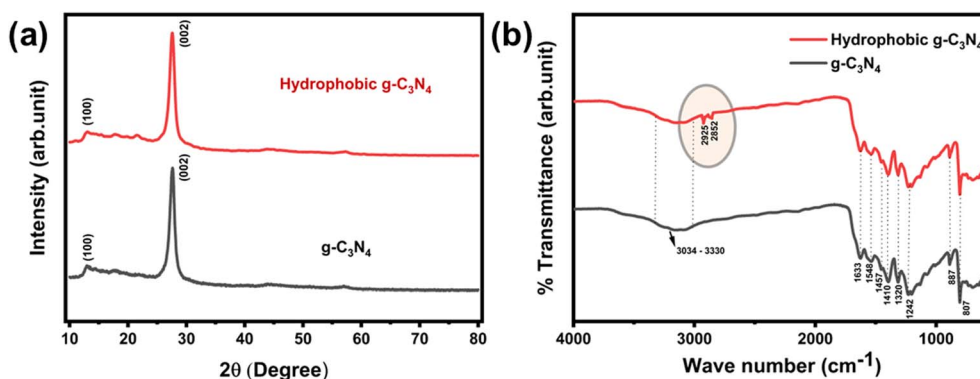 (a)
Intensity (arb.unit)
(002)
Hydrophobic g-C₃N₄
(100)
(002)
g-C₃N₄
(100)
10 20 30 40 50 60 70 80
2θ (Degree)
(b)
% Transmittance (arb.unit)
Hydrophobic g-C₃N₄
g-C₃N₄
2925
2852
3034 - 3330
1633
1548
1457
1410
1320
1242
887
807
4000 3000 2000 1000
Wave number (cm⁻¹)